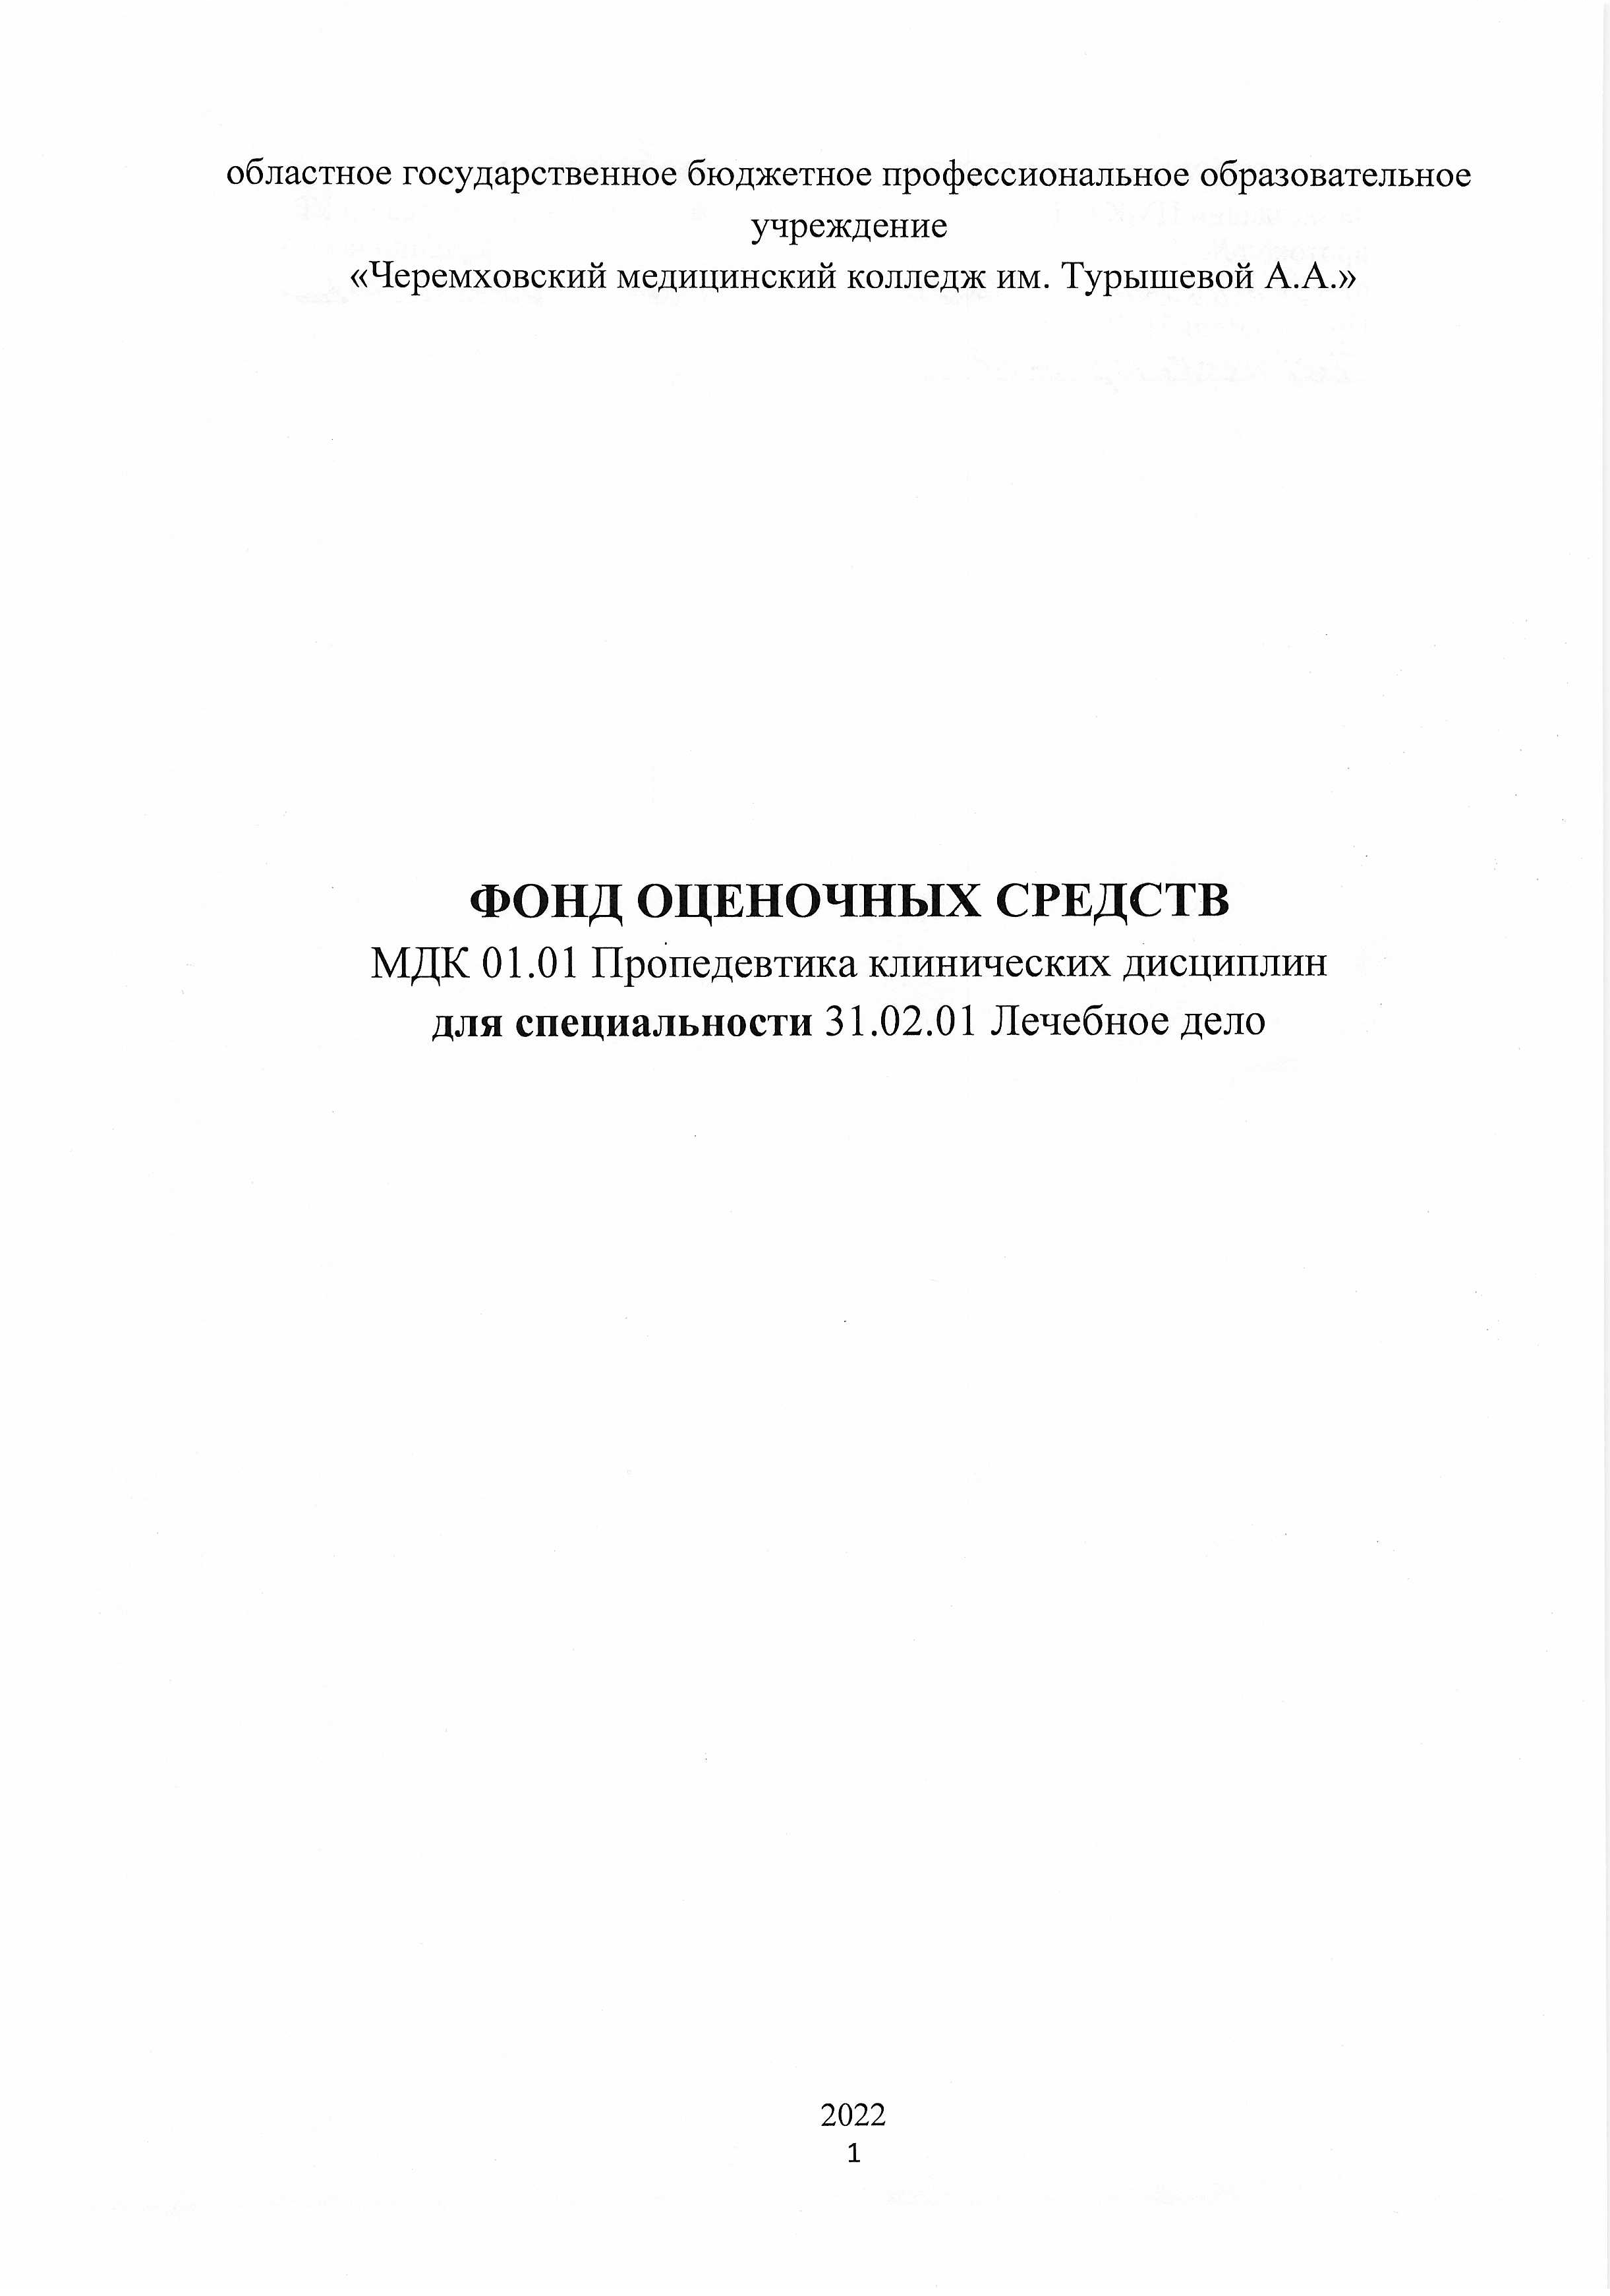 областное государственное бюджетное профессиональное образовательное
учреждение
«Черемховский медицинский колледж им. Турышевой А.А.»
ФОНД ОЦЕНОЧНЫХ СРЕДСТВ
МДК 01.01 Пропедевтика клинических дисциплин
для специальности 31.02.01 Лечебное дело
2022
1